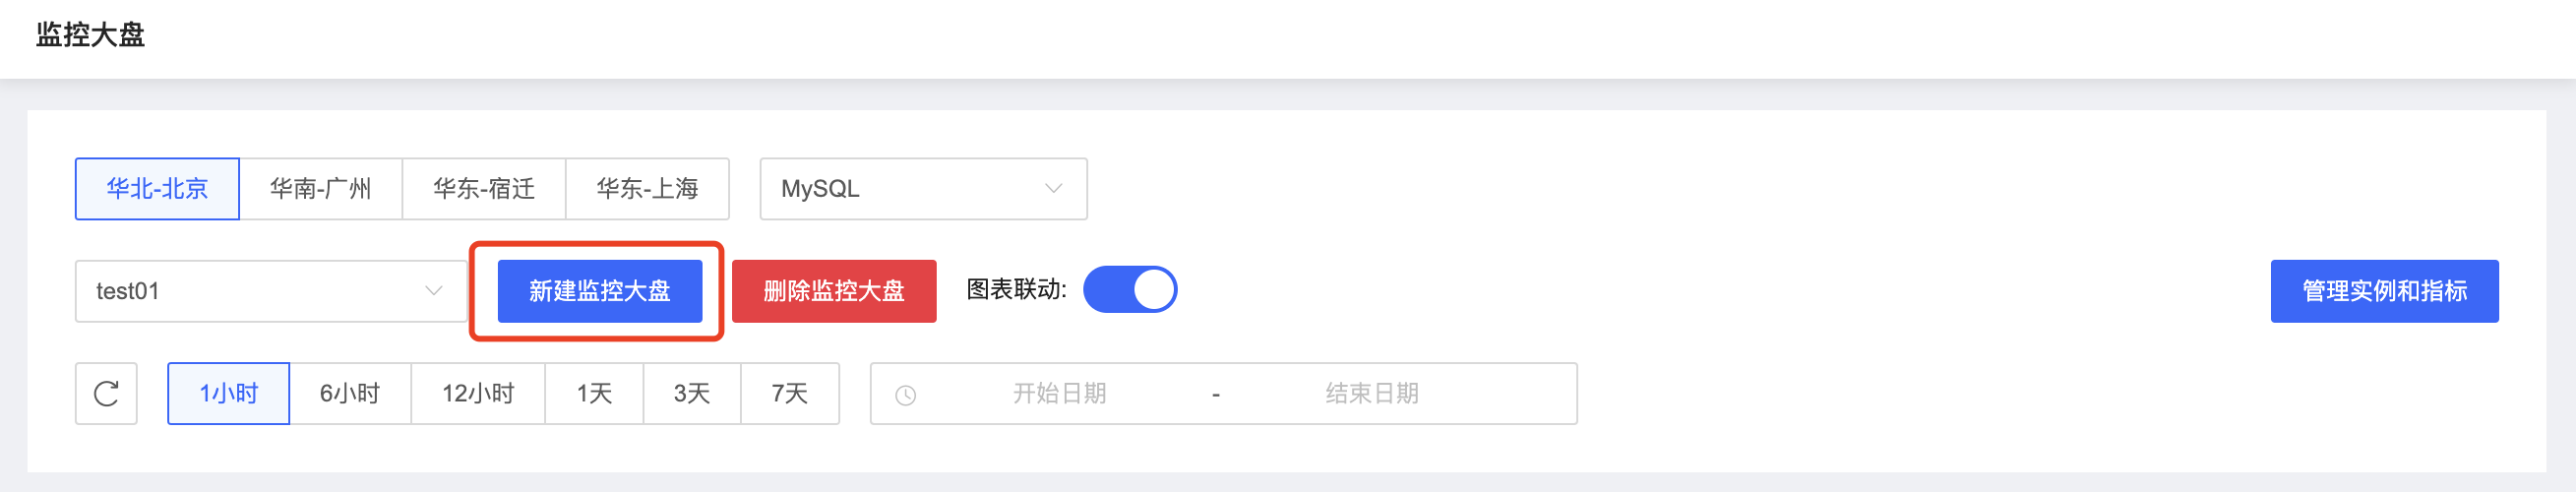 监控大盘
华北-北京 华南-广州 华东-宿迁 华东-上海 MySQL
test01 新建监控大盘 删除监控大盘 图表联动: 管理实例和指标
1小时 6小时 12小时 1天 3天 7天 开始日期 - 结束日期